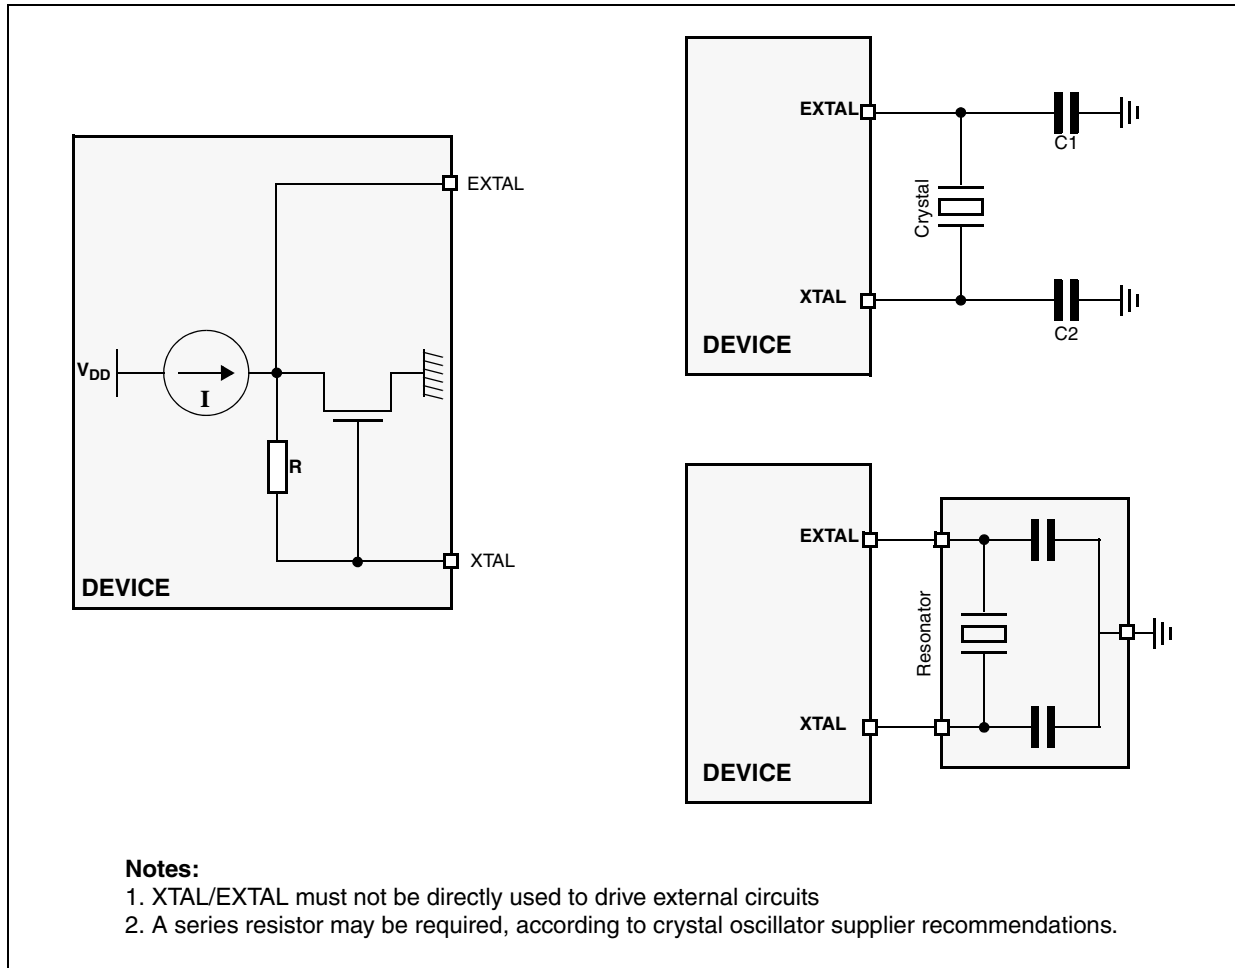 EXTAL
V_DD
I
R
XTAL
DEVICE
EXTAL
C1
Crystal
XTAL
C2
DEVICE
EXTAL
Resonator
XTAL
DEVICE
Notes:
1. XTAL/EXTAL must not be directly used to drive external circuits
2. A series resistor may be required, according to crystal oscillator supplier recommendations.